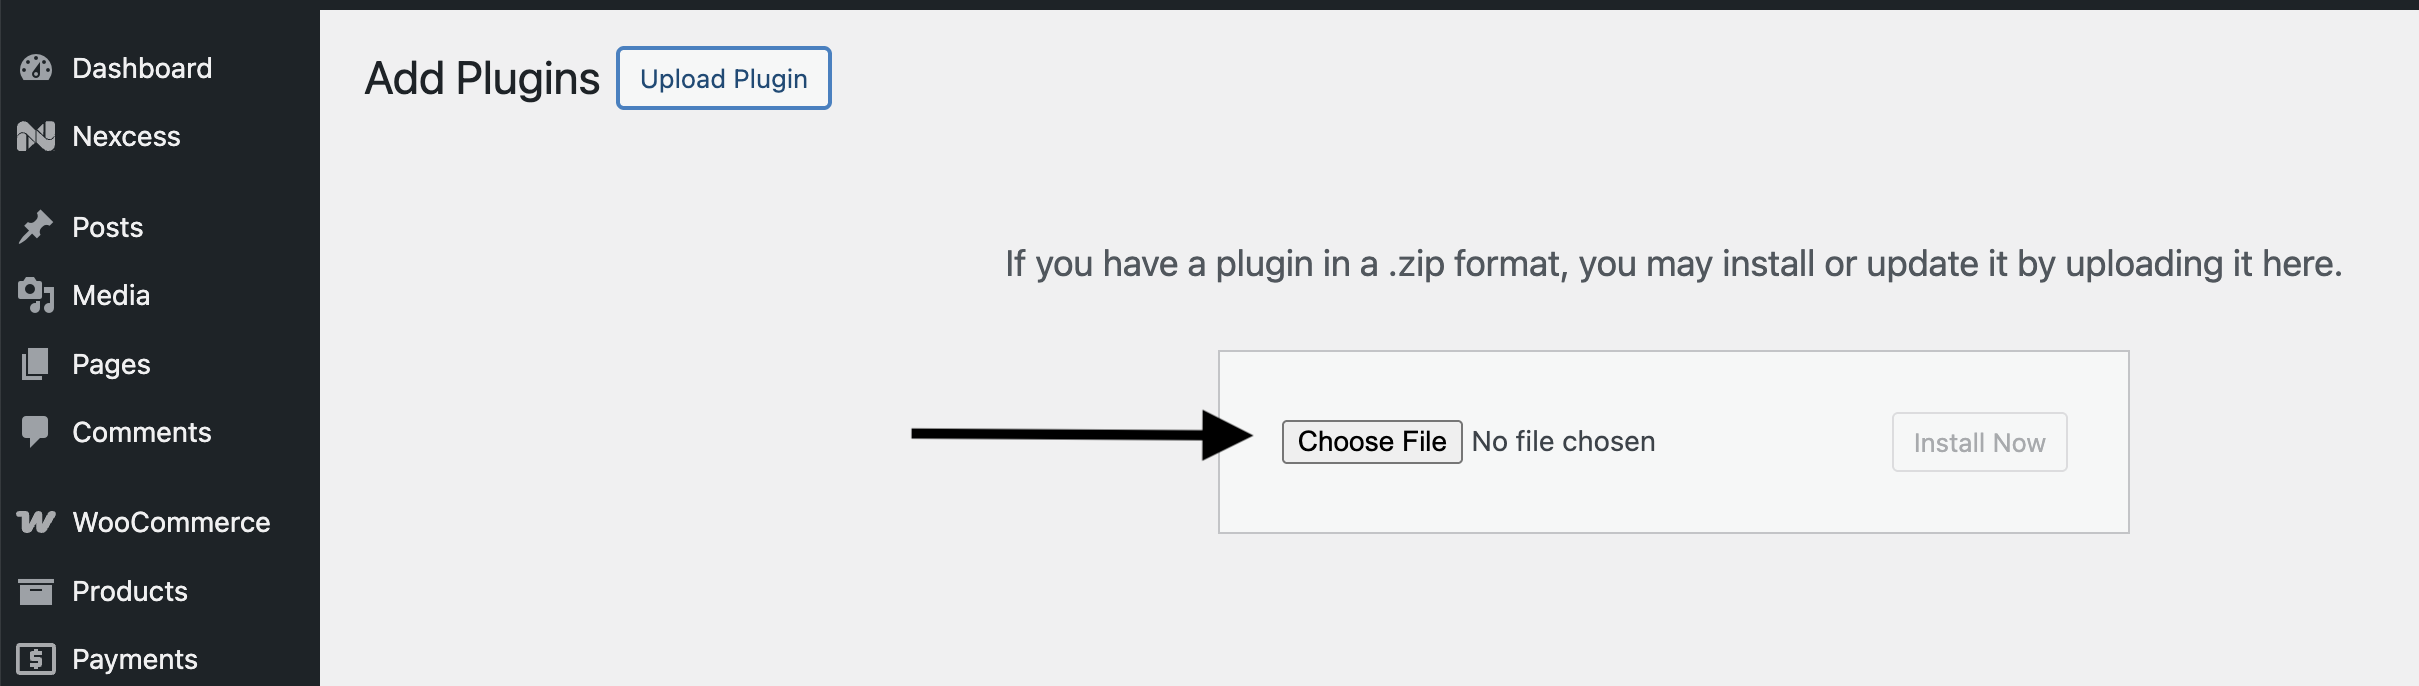 Dashboard
Nexcess
Posts
Media
Pages
Comments
WooCommerce
Products
Payments
Add Plugins
Upload Plugin
If you have a plugin in a .zip format, you may install or update it by uploading it here.
Choose File No file chosen
Install Now